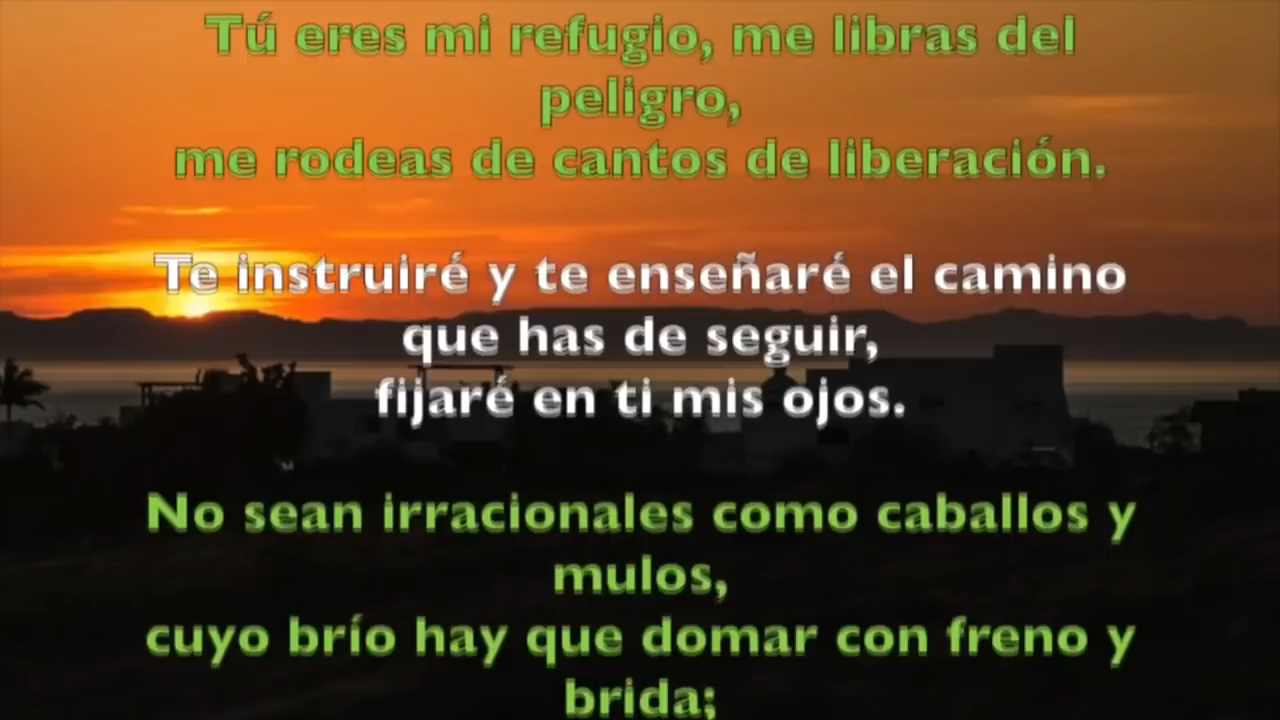 Tú eres mi refugio, me libras del
peligro,
me rodeas de cantos de liberación.
Te instruiré y te enseñaré el camino
que has de seguir,
fijaré en ti mis ojos.
No sean irracionales como caballos y
mulos,
cuyo brío hay que domar con freno y
brida;